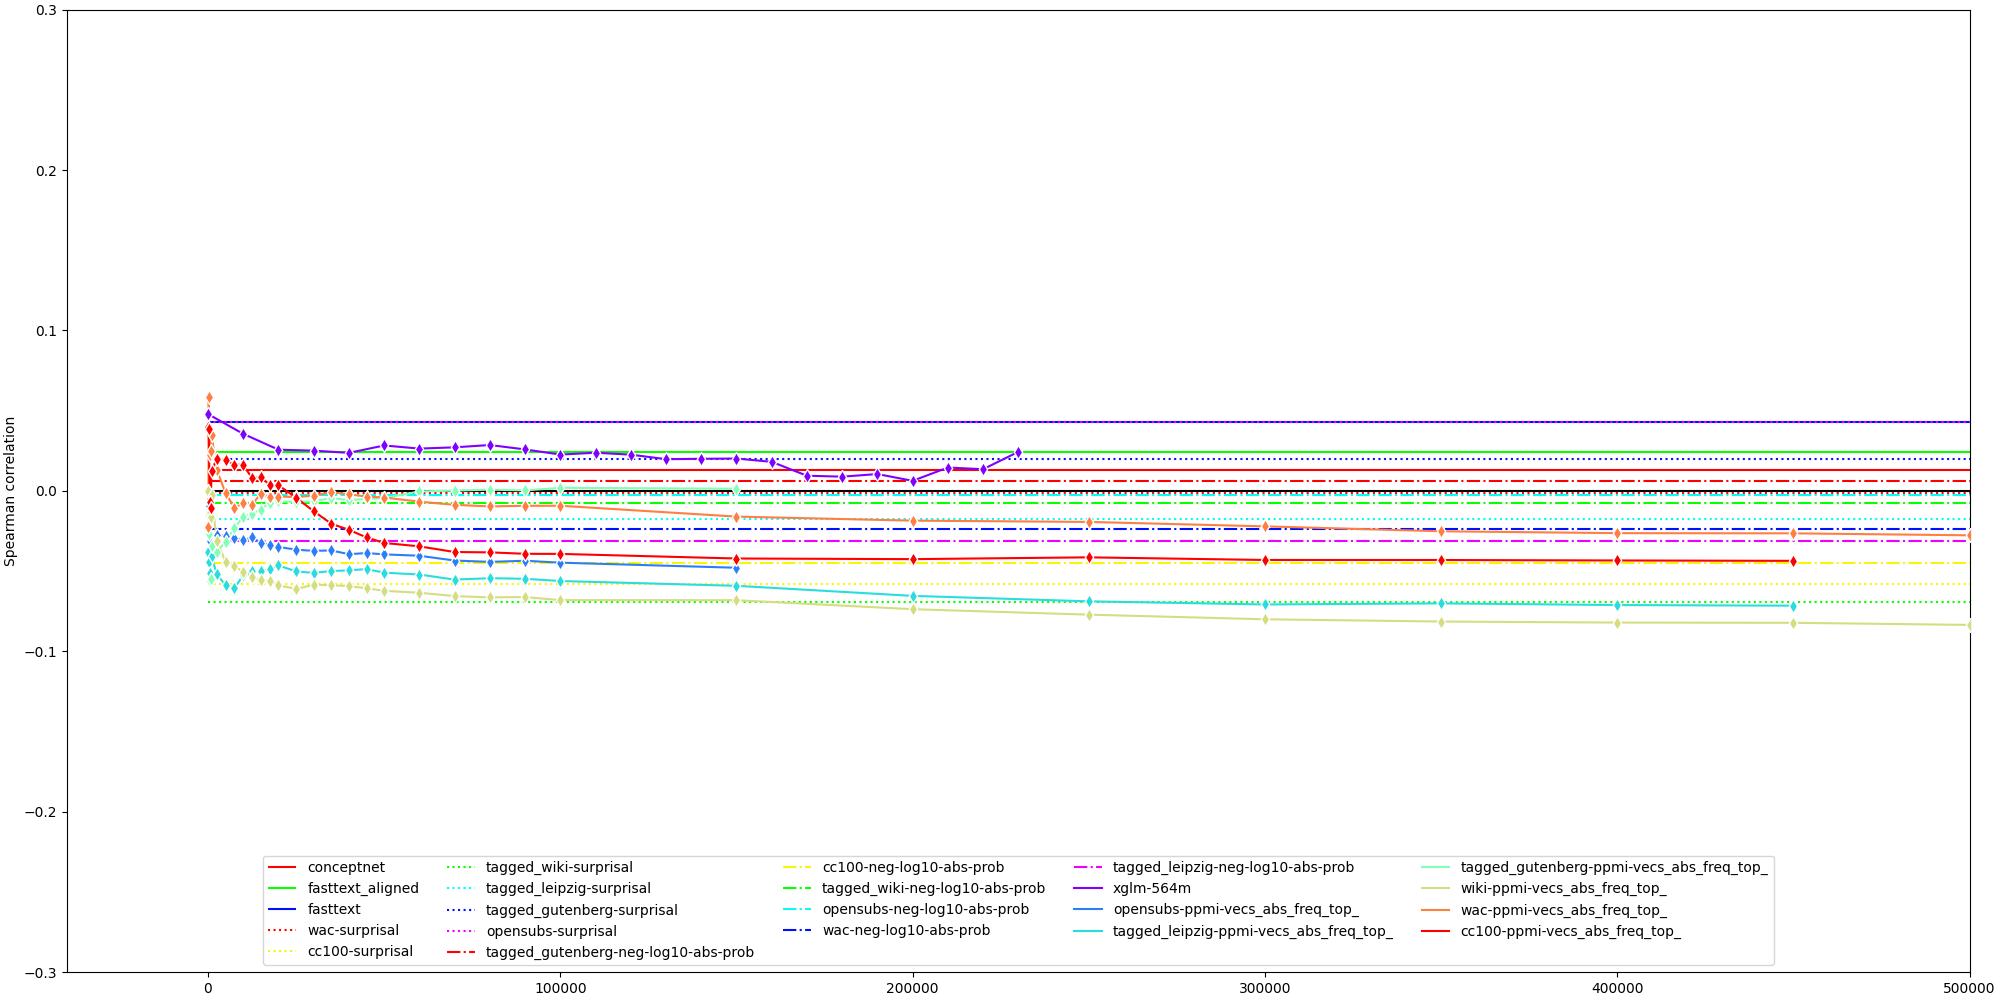 0.3
0.2
0.1
0.0
−0.1
−0.2
−0.3
Spearman correlation
0
100000
200000
300000
400000
500000
conceptnet
fasttext_aligned
fasttext
wac-surprisal
cc100-surprisal
tagged_wiki-surprisal
tagged_leipzig-surprisal
tagged_gutenberg-surprisal
opensubs-surprisal
tagged_gutenberg-neg-log10-abs-prob
cc100-neg-log10-abs-prob
tagged_wiki-neg-log10-abs-prob
opensubs-neg-log10-abs-prob
wac-neg-log10-abs-prob
tagged_leipzig-neg-log10-abs-prob
xglm-564m
opensubs-ppmi-vecs_abs_freq_top_
tagged_leipzig-ppmi-vecs_abs_freq_top_
tagged_gutenberg-ppmi-vecs_abs_freq_top_
wiki-ppmi-vecs_abs_freq_top_
wac-ppmi-vecs_abs_freq_top_
cc100-ppmi-vecs_abs_freq_top_